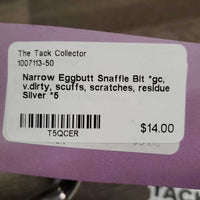 The Tack Collector
1007113-50
Narrow Eggbutt Snaffle Bit *gc,
v.dirty, scuffs, scratches, residue
Silver *5
T5QCER
$14.00
TACK